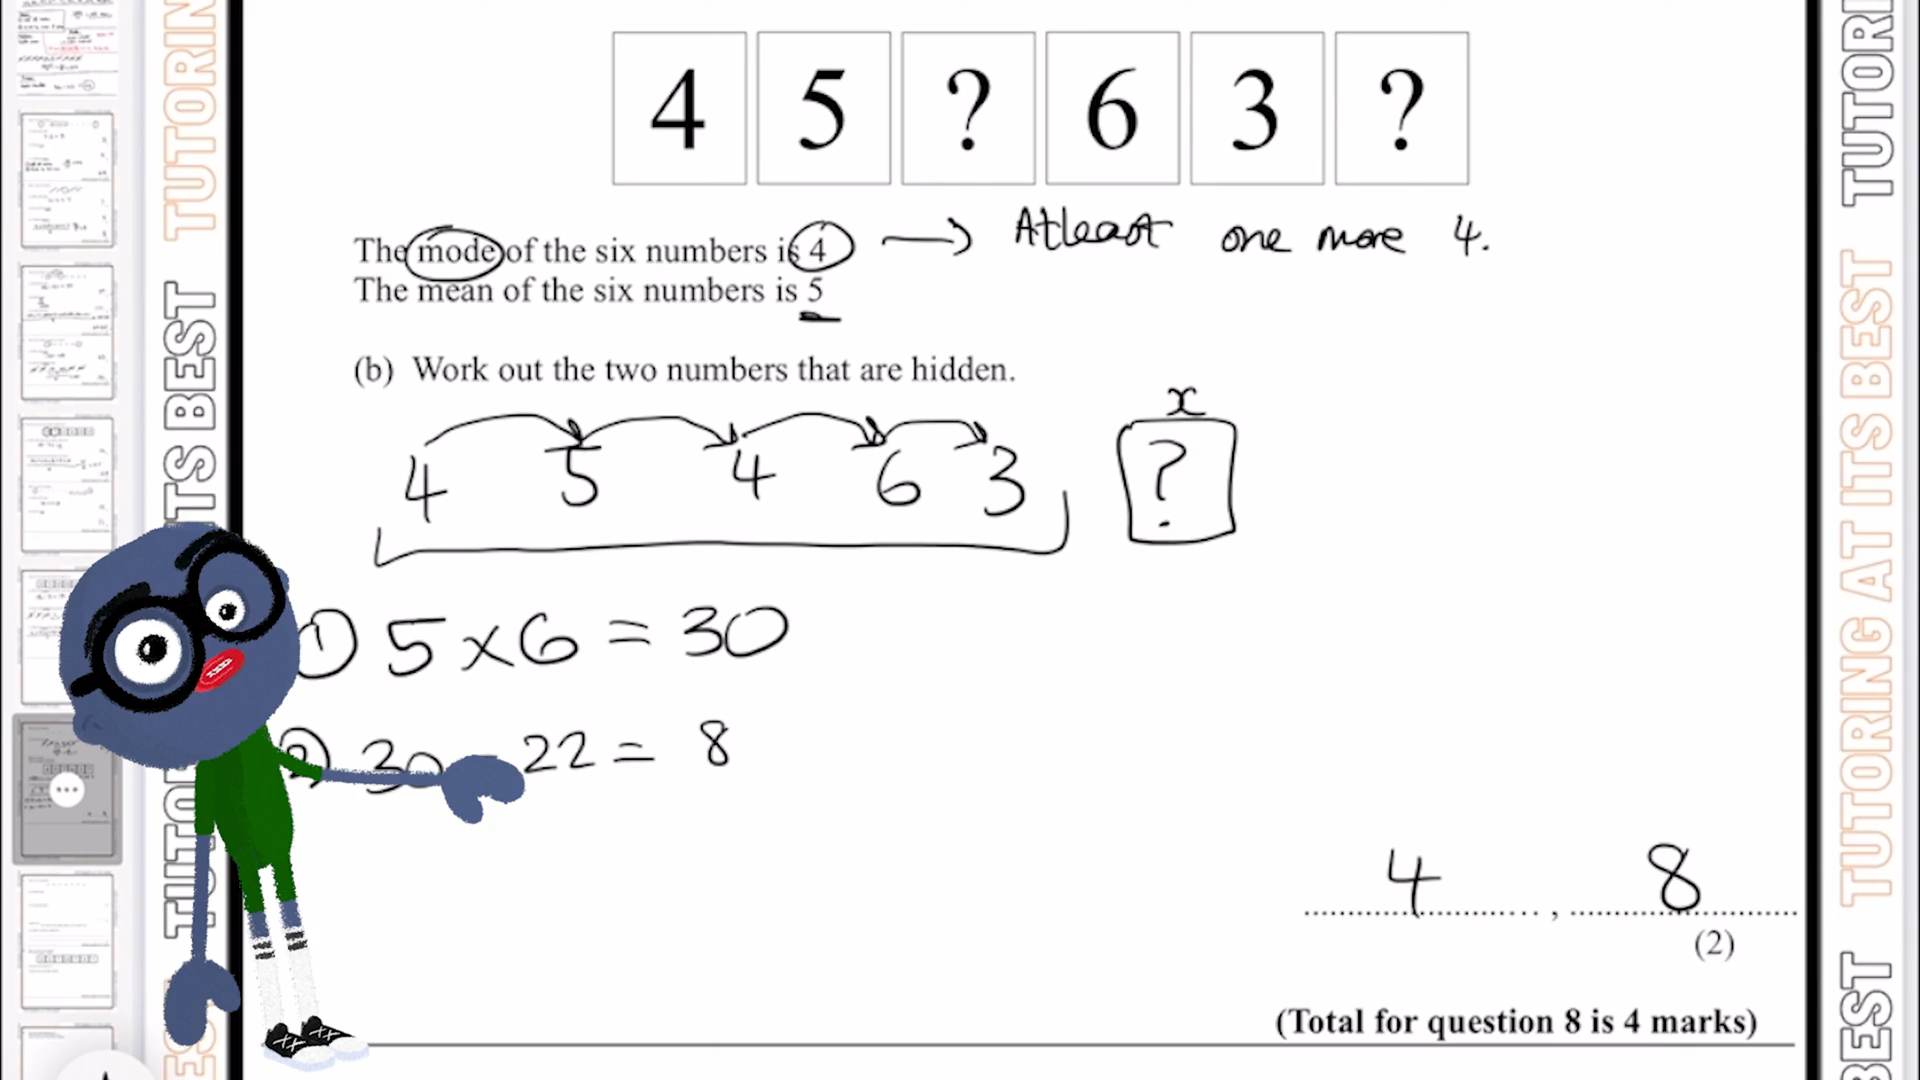 4 5 ? 6 3 ?
The mode of the six numbers is 4 → Atleast one more 4.
The mean of the six numbers is 5
(b) Work out the two numbers that are hidden.
x
4 5 4 6 3 ?
① 5 × 6 = 30
② 30 - 22 = 8
4 , 8
(2)
(Total for question 8 is 4 marks)
TUTORING
TUTORING AT ITS BEST
TUTORI
TUTORING AT ITS BEST
BEST